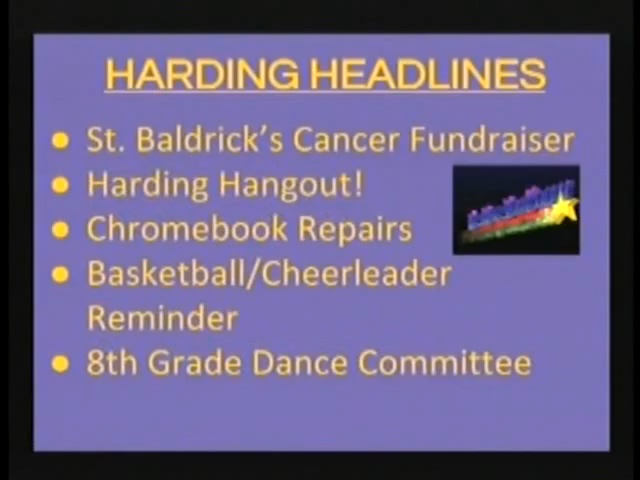 HARDING HEADLINES
● St. Baldrick's Cancer Fundraiser
● Harding Hangout!
● Chromebook Repairs
● Basketball/Cheerleader
Reminder
● 8th Grade Dance Committee